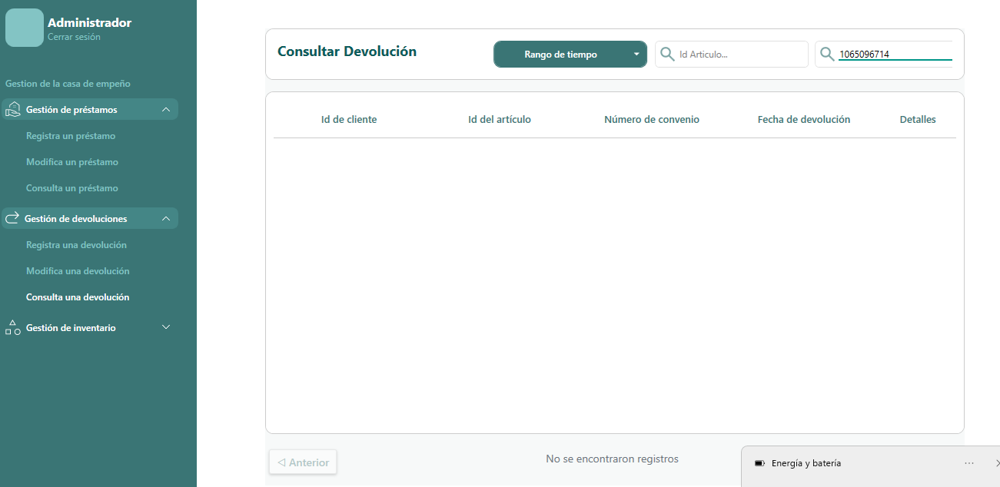 Administrador
Cerrar sesión
Gestion de la casa de empeño
Gestión de préstamos
Registra un préstamo
Modifica un préstamo
Consulta un préstamo
Gestión de devoluciones
Registra una devolución
Modifica una devolución
Consulta una devolución
Gestión de inventario
Consultar Devolución
Rango de tiempo
Id Articulo...
1065096714
Id de cliente
Id del artículo
Número de convenio
Fecha de devolución
Detalles
Anterior
No se encontraron registros
Energía y batería